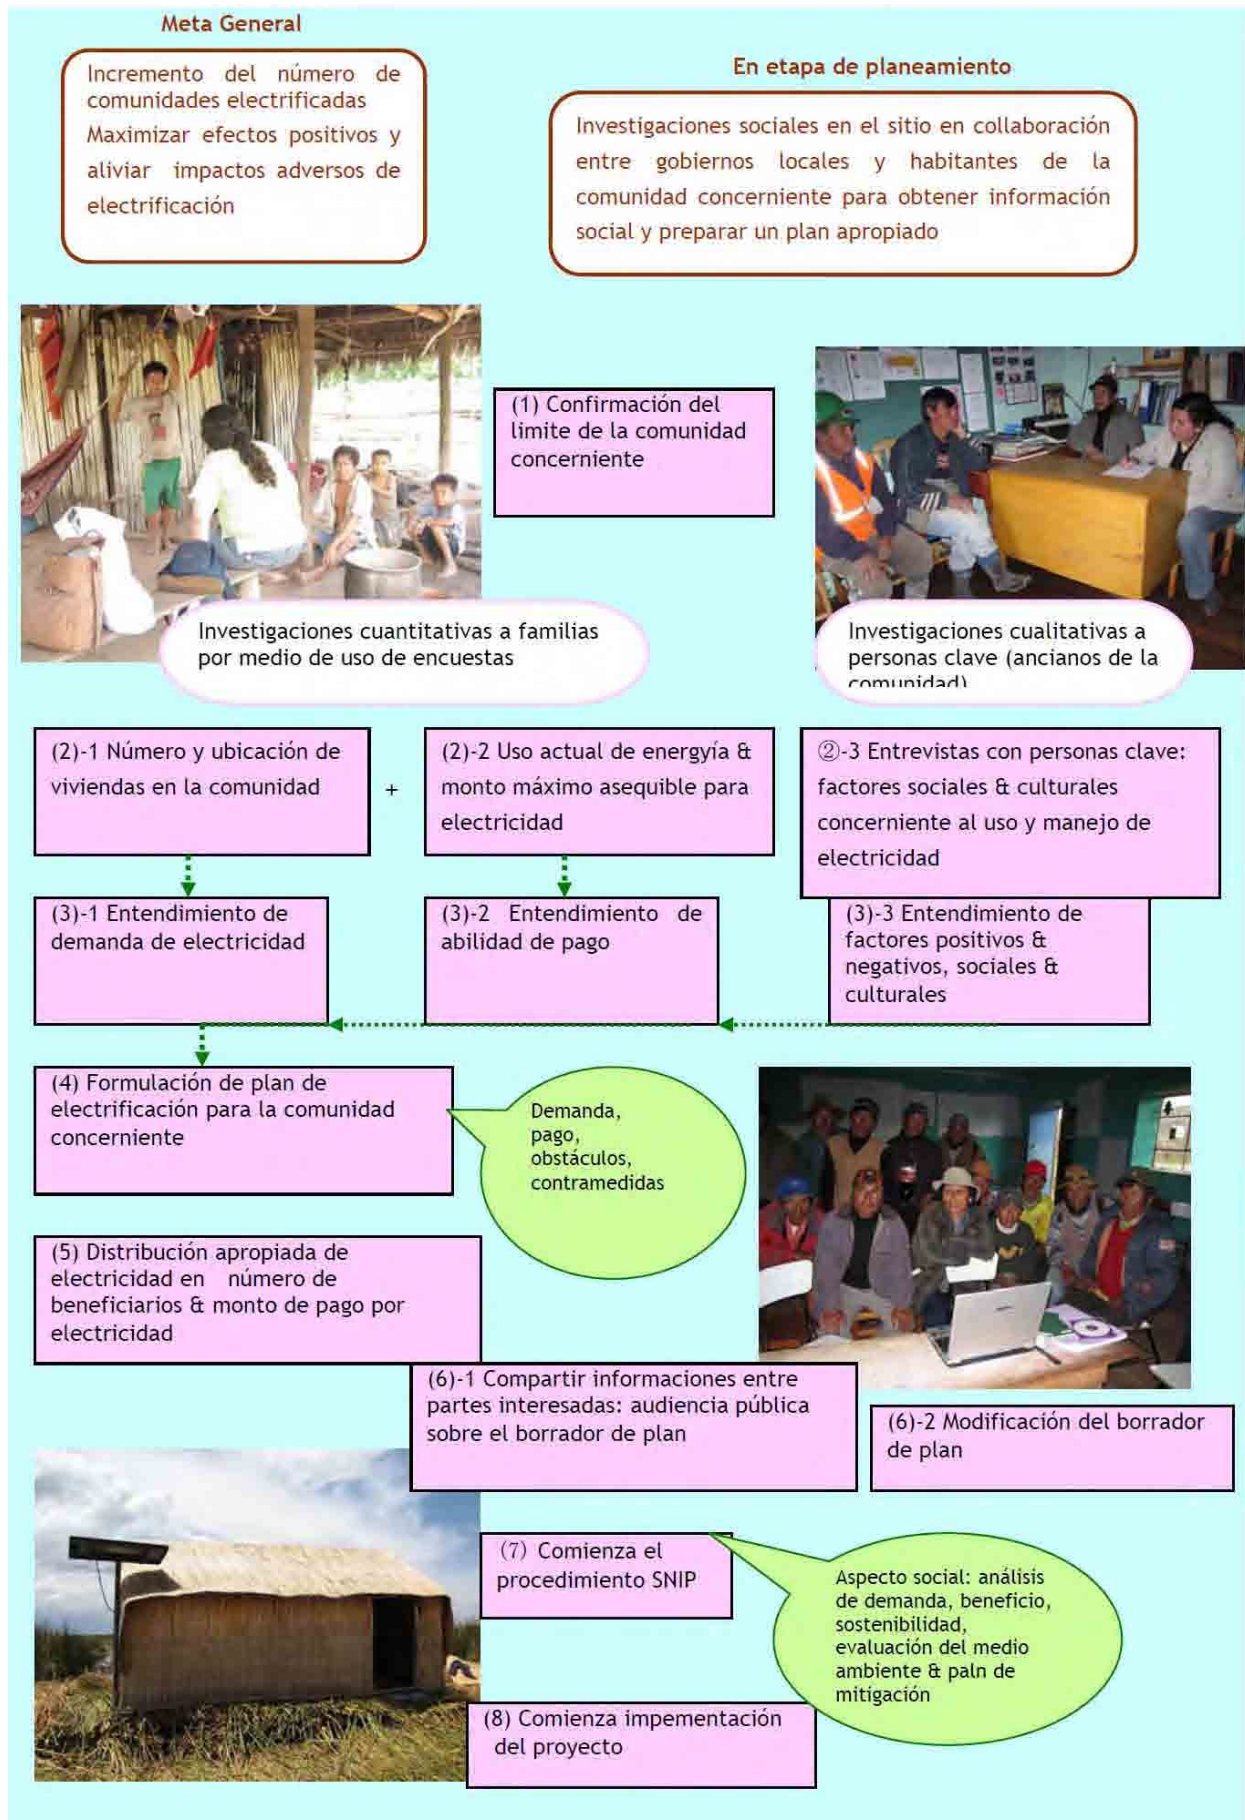 Meta General
Incremento del número de
comunidades electrificadas
Maximizar efectos positivos y
aliviar impactos adversos de
electrificación
En etapa de planeamiento
Investigaciones sociales en el sitio en collaboración
entre gobiernos locales y habitantes de la
comunidad concerniente para obtener información
social y preparar un plan apropiado
(1) Confirmación del
limite de la comunidad
concerniente
Investigaciones cuantitativas a familias
por medio de uso de encuestas
Investigaciones cualitativas a
personas clave (ancianos de la
comunidad)
(2)-1 Número y ubicación de
viviendas en la comunidad
+
(2)-2 Uso actual de energyía &
monto máximo asequible para
electricidad
②-3 Entrevistas con personas clave:
factores sociales & culturales
concerniente al uso y manejo de
electricidad
(3)-1 Entendimiento de
demanda de electricidad
(3)-2 Entendimiento de
abilidad de pago
(3)-3 Entendimiento de
factores positivos &
negativos, sociales &
culturales
(4) Formulación de plan de
electrificación para la comunidad
concerniente
Demanda,
pago,
obstáculos,
contramedidas
(5) Distribución apropiada de
electricidad en número de
beneficiarios & monto de pago por
electricidad
(6)-1 Compartir informaciones entre
partes interesadas: audiencia pública
sobre el borrador de plan
(6)-2 Modificación del borrador
de plan
(7) Comienza el
procedimiento SNIP
Aspecto social: análisis
de demanda, beneficio,
sostenibilidad,
evaluación del medio
ambiente & paln de
mitigación
(8) Comienza impementación
del proyecto